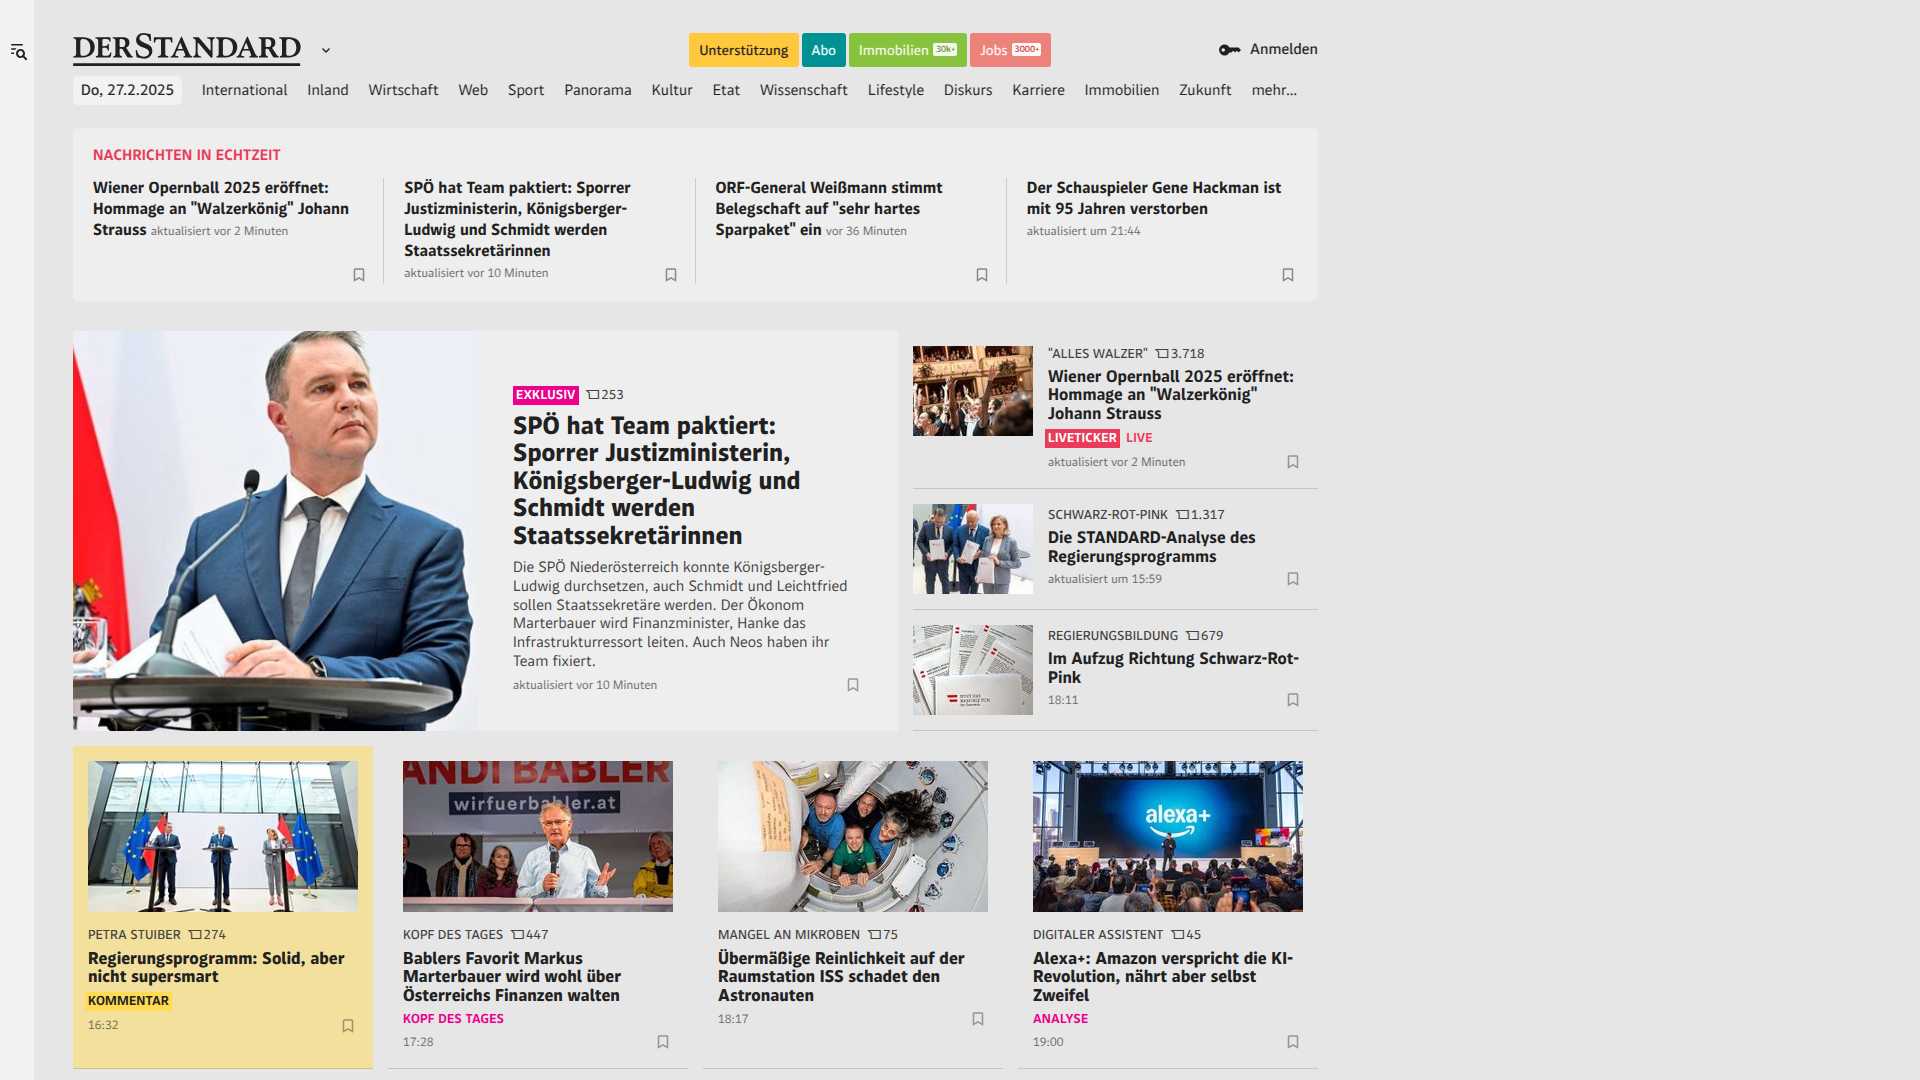 DERSTANDARD
Unterstützung Abo Immobilien 30k+ Jobs 3000+
Anmelden
Do, 27.2.2025 International Inland Wirtschaft Web Sport Panorama Kultur Etat Wissenschaft Lifestyle Diskurs Karriere Immobilien Zukunft mehr...
NACHRICHTEN IN ECHTZEIT
Wiener Opernball 2025 eröffnet:
Hommage an "Walzerkönig" Johann
Strauss aktualisiert vor 2 Minuten
SPÖ hat Team paktiert: Sporrer
Justizministerin, Königsberger-
Ludwig und Schmidt werden
Staatssekretärinnen
aktualisiert vor 10 Minuten
ORF-General Weißmann stimmt
Belegschaft auf "sehr hartes
Sparpaket" ein vor 36 Minuten
Der Schauspieler Gene Hackman ist
mit 95 Jahren verstorben
aktualisiert um 21:44
EXKLUSIV 253
SPÖ hat Team paktiert:
Sporrer Justizministerin,
Königsberger-Ludwig und
Schmidt werden
Staatssekretärinnen
Die SPÖ Niederösterreich konnte Königsberger-
Ludwig durchsetzen, auch Schmidt und Leichtfried
sollen Staatssekretäre werden. Der Ökonom
Marterbauer wird Finanzminister, Hanke das
Infrastrukturressort leiten. Auch Neos haben ihr
Team fixiert.
aktualisiert vor 10 Minuten
"ALLES WALZER" 3.718
Wiener Opernball 2025 eröffnet:
Hommage an "Walzerkönig"
Johann Strauss
LIVETICKER LIVE
aktualisiert vor 2 Minuten
SCHWARZ-ROT-PINK 1.317
Die STANDARD-Analyse des
Regierungsprogramms
aktualisiert um 15:59
REGIERUNGSBILDUNG 679
Im Aufzug Richtung Schwarz-Rot-
Pink
18:11
PETRA STUIBER 274
Regierungsprogramm: Solid, aber
nicht supersmart
KOMMENTAR
16:32
ANDI BABLER
wirfuerbabler.at
KOPF DES TAGES 447
Bablers Favorit Markus
Marterbauer wird wohl über
Österreichs Finanzen walten
KOPF DES TAGES
17:28
MANGEL AN MIKROBEN 75
Übermäßige Reinlichkeit auf der
Raumstation ISS schadet den
Astronauten
18:17
alexa+
DIGITALER ASSISTENT 45
Alexa+: Amazon verspricht die KI-
Revolution, nährt aber selbst
Zweifel
ANALYSE
19:00